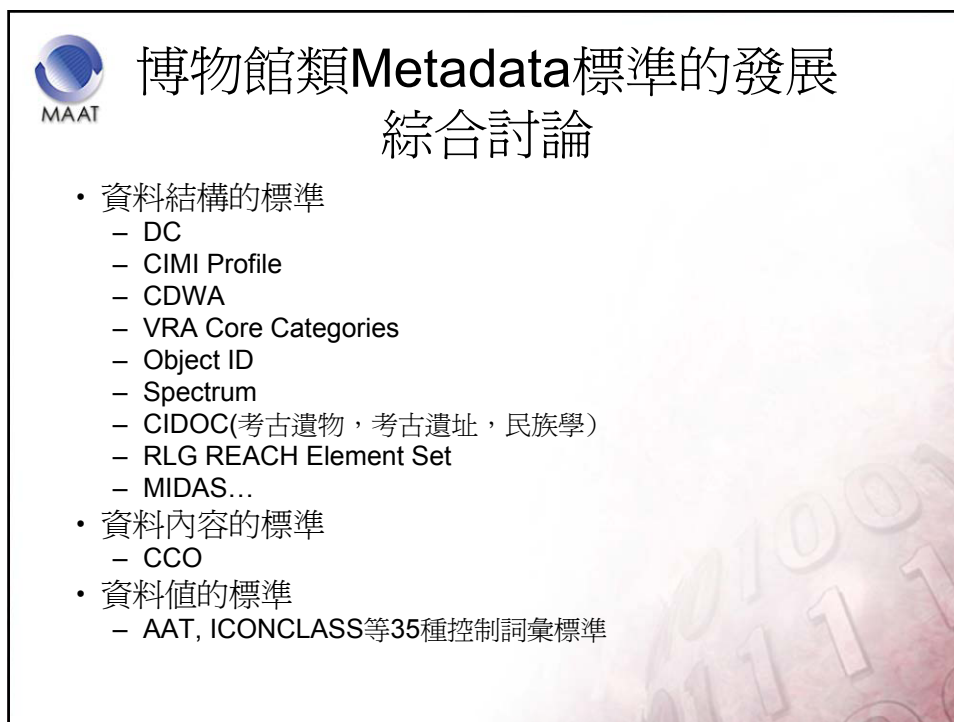 MAAT
博物館類Metadata標準的發展
綜合討論
• 資料結構的標準
– DC
– CIMI Profile
– CDWA
– VRA Core Categories
– Object ID
– Spectrum
– CIDOC(考古遺物，考古遺址，民族學）
– RLG REACH Element Set
– MIDAS…
• 資料內容的標準
– CCO
• 資料值的標準
– AAT, ICONCLASS等35種控制詞彙標準